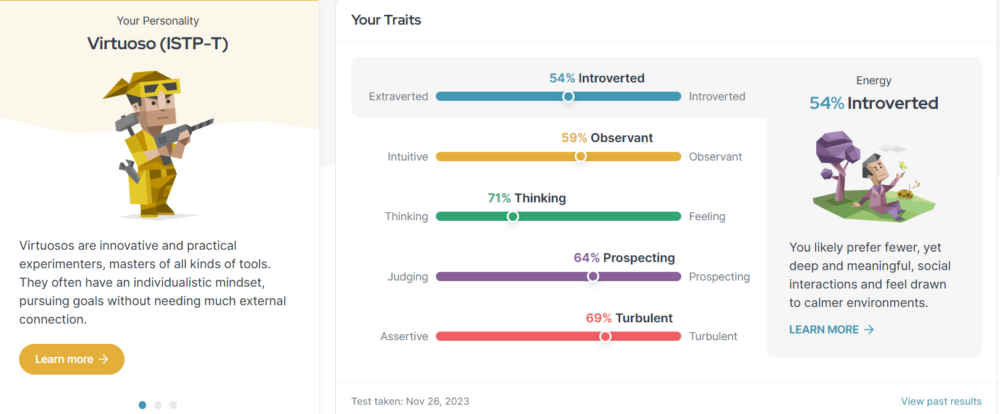 Your Personality
Virtuoso (ISTP-T)
Virtuosos are innovative and practical
experimenters, masters of all kinds of tools.
They often have an individualistic mindset,
pursuing goals without needing much external
connection.
Learn more →
Your Traits
54% Introverted
Extraverted
Introverted
59% Observant
Intuitive
Observant
71% Thinking
Thinking
Feeling
64% Prospecting
Judging
Prospecting
69% Turbulent
Assertive
Turbulent
Energy
54% Introverted
You likely prefer fewer, yet
deep and meaningful, social
interactions and feel drawn
to calmer environments.
LEARN MORE →
Test taken: Nov 26, 2023
View past results